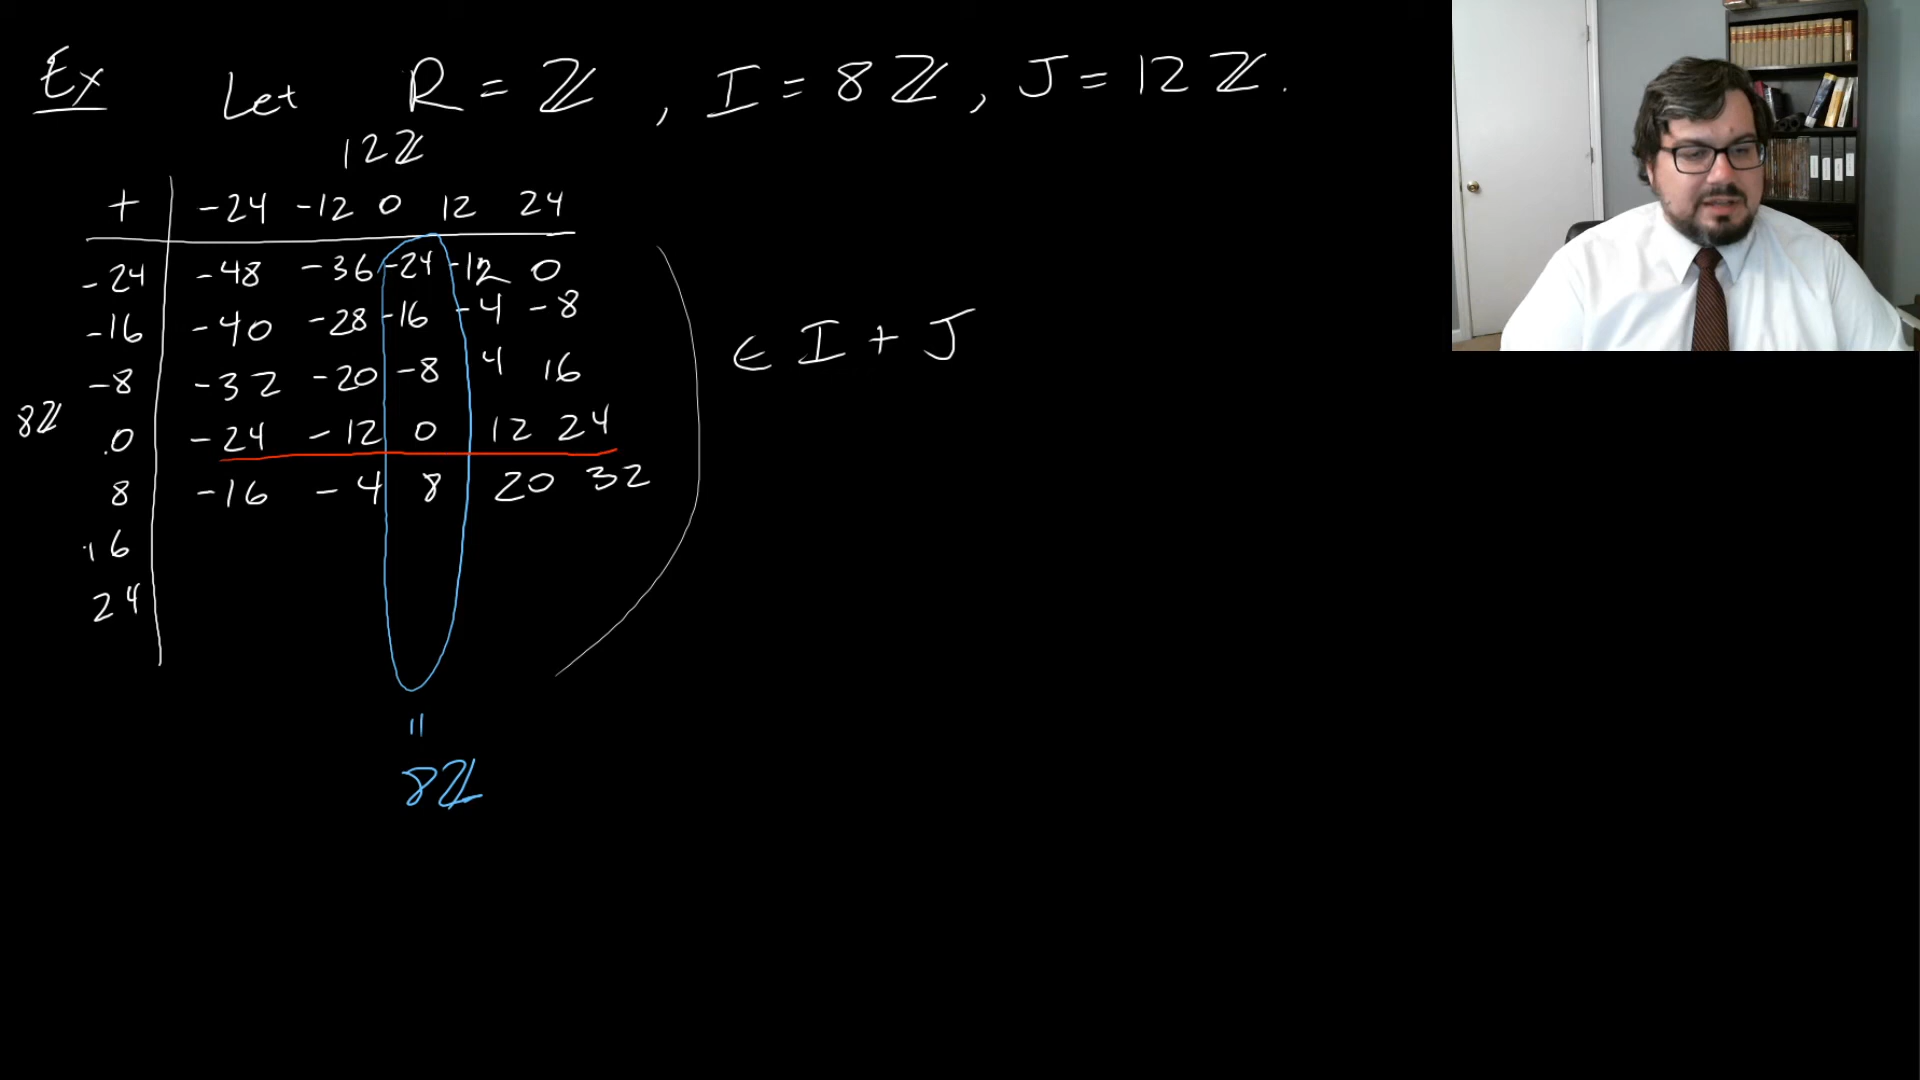 Ex Let R = ℤ , I = 8ℤ , J = 12ℤ .
12ℤ
+ -24 -12 0 12 24
-24 -48 -36 -24 -12 0
-16 -40 -28 -16 -4 -8
-8 -32 -20 -8 4 16
∈ I + J
8ℤ
0 -24 -12 0 12 24
8 -16 -4 8 20 32
16
24
=
8ℤ